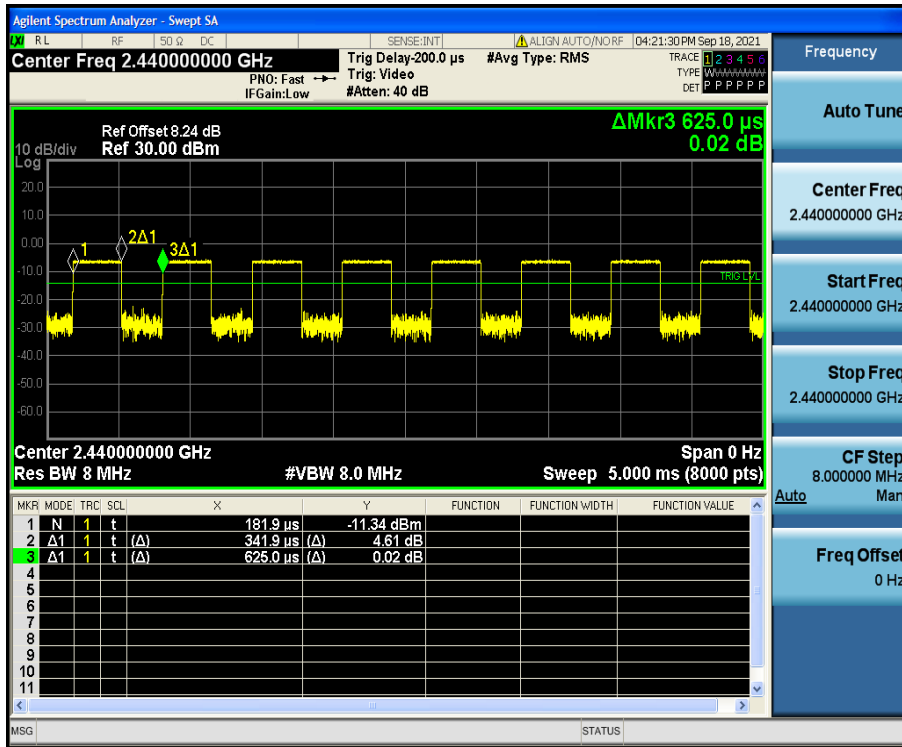 Agilent Spectrum Analyzer - Swept SA
LXI RL RF 50 Ω DC SENSE:INT ALIGN AUTO/NO RF 04:21:30 PM Sep 18, 2021
Center Freq 2.440000000 GHz
PNO: Fast
IFGain:Low
Trig Delay-200.0 µs
Trig: Video
#Atten: 40 dB
#Avg Type: RMS
TRACE 1 2 3 4 5 6
TYPE WWWWWW
DET P P P P P P
Ref Offset 8.24 dB
10 dB/div Ref 30.00 dBm
Log
ΔMkr3 625.0 µs
0.02 dB
20.0
10.0
0.00
-10.0
-20.0
-30.0
-40.0
-50.0
-60.0
1
2Δ1
3Δ1
TRIG LVL
Center 2.440000000 GHz Span 0 Hz
Res BW 8 MHz #VBW 8.0 MHz Sweep 5.000 ms (8000 pts)
MKR MODE TRC SCL X Y FUNCTION FUNCTION WIDTH FUNCTION VALUE
1 N 1 t 181.9 µs -11.34 dBm
2 Δ1 1 t (Δ) 341.9 µs (Δ) 4.61 dB
3 Δ1 1 t (Δ) 625.0 µs (Δ) 0.02 dB
4
5
6
7
8
9
10
11
MSG STATUS
Frequency
Auto Tune
Center Freq
2.440000000 GHz
Start Freq
2.440000000 GHz
Stop Freq
2.440000000 GHz
CF Step
8.000000 MHz
Auto Man
Freq Offset
0 Hz